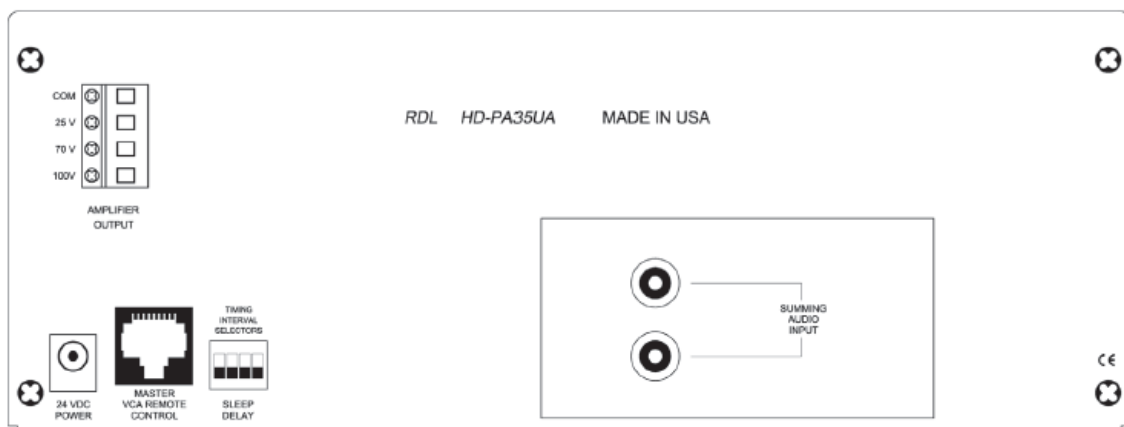 COM
25 V
70 V
100V
AMPLIFIER
OUTPUT
RDL HD-PA35UA MADE IN USA
SUMMING
AUDIO
INPUT
24 VDC
POWER
MASTER
VCA REMOTE
CONTROL
TIMING
INTERVAL
SELECTORS
SLEEP
DELAY
CE